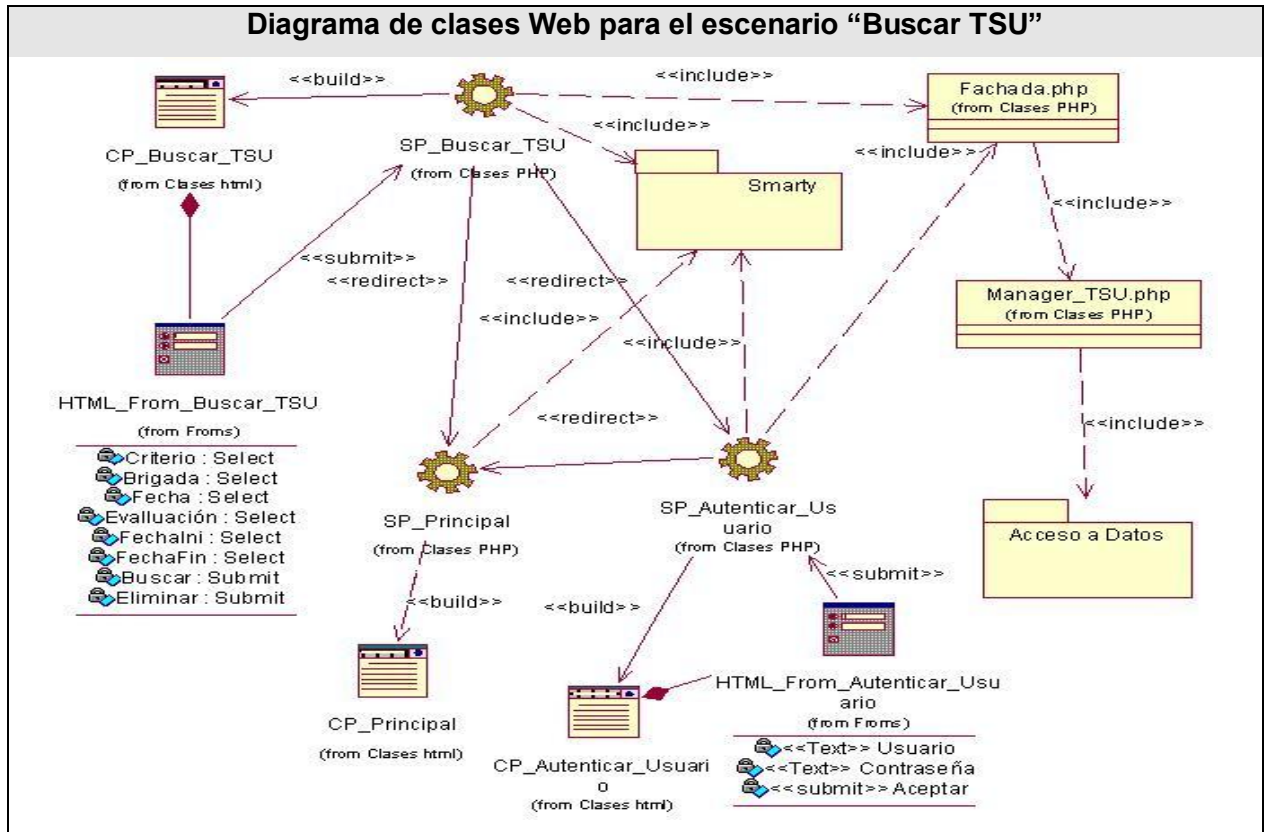 Diagrama de clases Web para el escenario “Buscar TSU”
<<build>>
<<include>>
Fachada.php
(from Clases PHP)
<<include>>
<<include>>
CP_Buscar_TSU
(from Clases html)
SP_Buscar_TSU
(from Clases PHP)
Smarty
<<include>>
<<submit>>
<<redirect>>
<<redirect>>
Manager_TSU.php
(from Clases PHP)
<<include>>
<<include>>
HTML_From_Buscar_TSU
(from Froms)
Criterio : Select
Brigada : Select
Fecha : Select
Evalluación : Select
FechaIni : Select
FechaFin : Select
Buscar : Submit
Eliminar : Submit
<<redirect>>
<<include>>
SP_Principal
(from Clases PHP)
SP_Autenticar_Us
uario
(from Clases PHP)
Acceso a Datos
<<submit>>
<<build>>
<<build>>
CP_Principal
(from Clases html)
HTML_From_Autenticar_Usu
ario
(from Froms)
<<Text>> Usuario
<<Text>> Contraseña
<<submit>> Aceptar
CP_Autenticar_Usuari
o
(from Clases html)